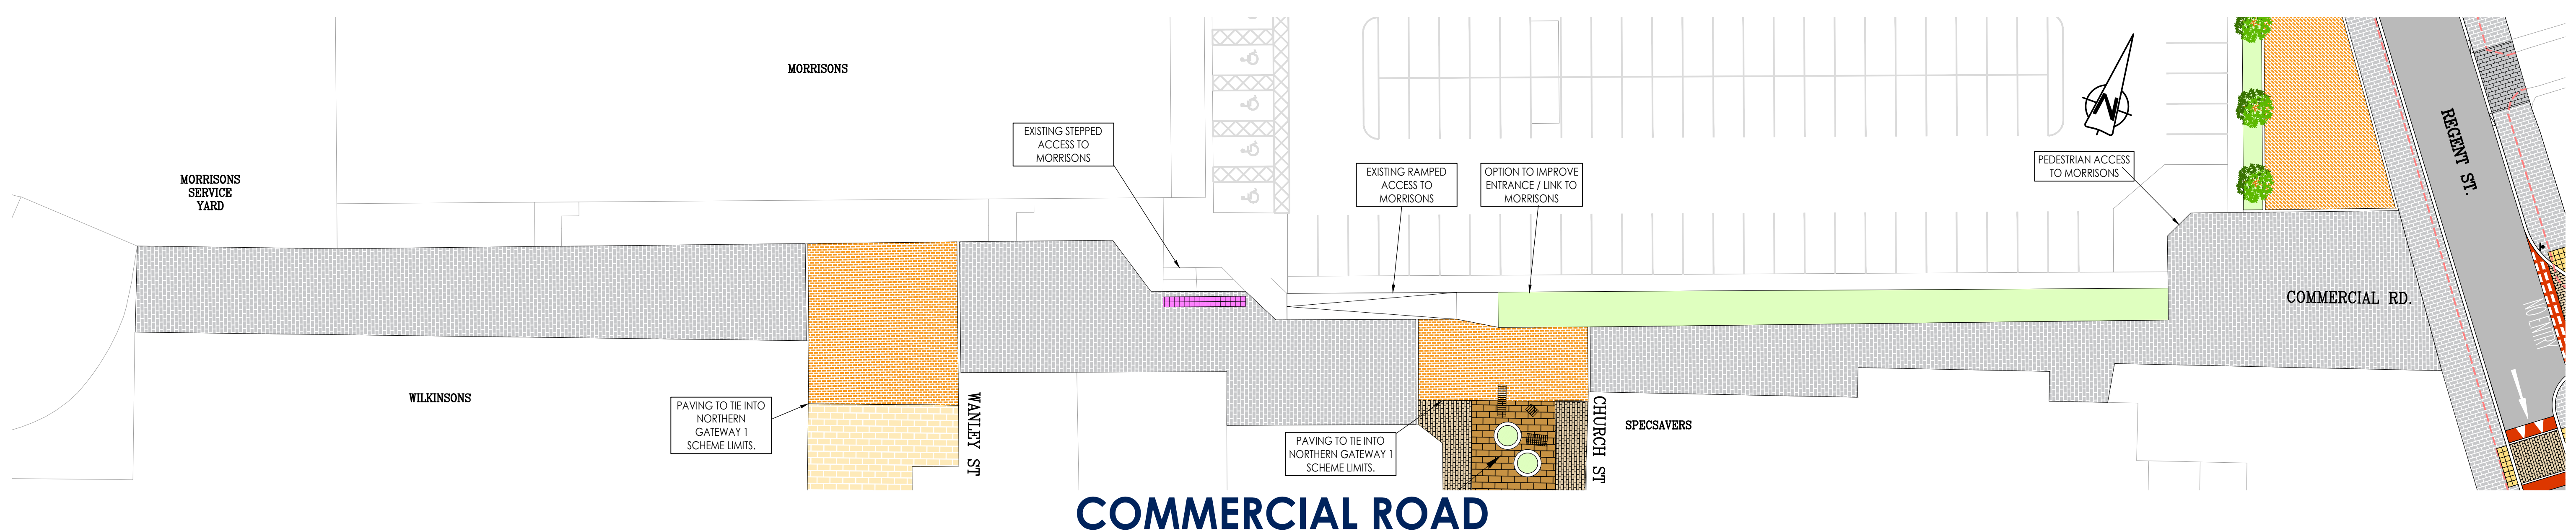 MORRISONS
MORRISONS
SERVICE
YARD
EXISTING STEPPED
ACCESS TO
MORRISONS
EXISTING RAMPED
ACCESS TO
MORRISONS
OPTION TO IMPROVE
ENTRANCE / LINK TO
MORRISONS
N
PEDESTRIAN ACCESS
TO MORRISONS
REGENT ST.
COMMERCIAL RD.
NO ENTRY
WILKINSONS
PAVING TO TIE INTO
NORTHERN
GATEWAY 1
SCHEME LIMITS.
WANLEY ST
PAVING TO TIE INTO
NORTHERN GATEWAY 1
SCHEME LIMITS.
CHURCH ST
SPECSAVERS
COMMERCIAL ROAD